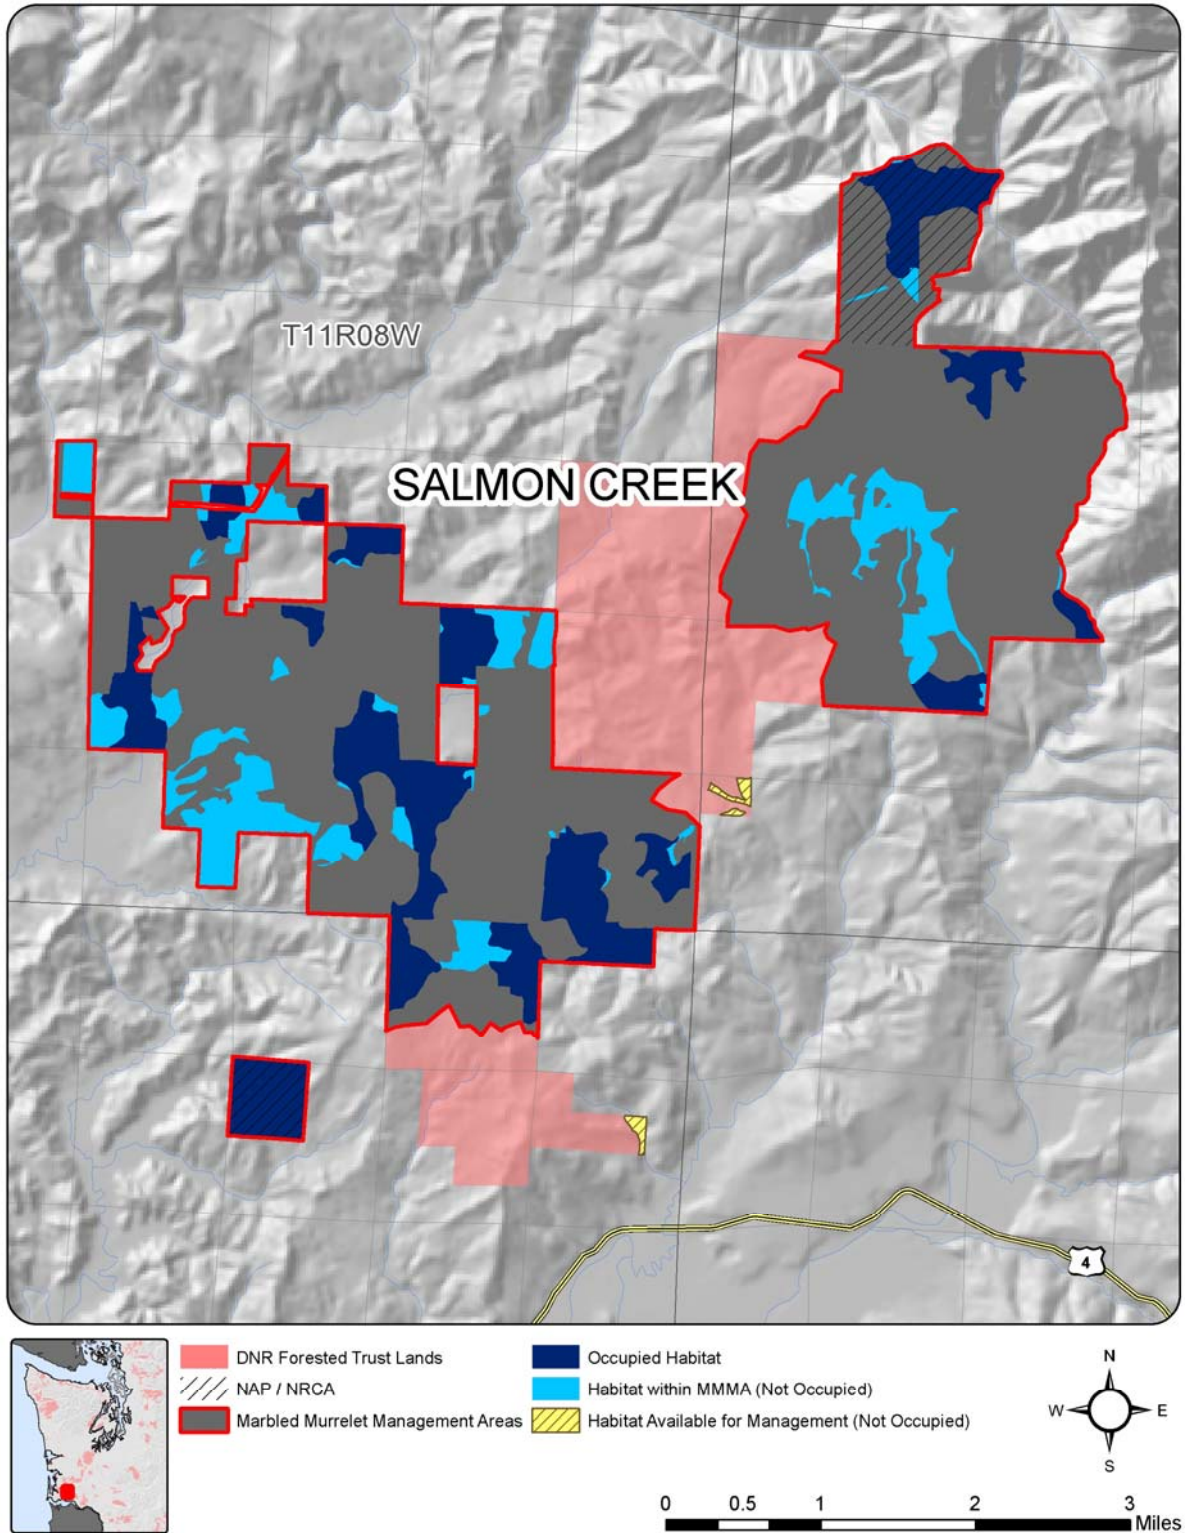 T11R08W
SALMON CREEK
4
DNR Forested Trust Lands
NAP / NRCA
Marbled Murrelet Management Areas
Occupied Habitat
Habitat within MMMA (Not Occupied)
Habitat Available for Management (Not Occupied)
N
W E
S
0 0.5 1 2 3
Miles